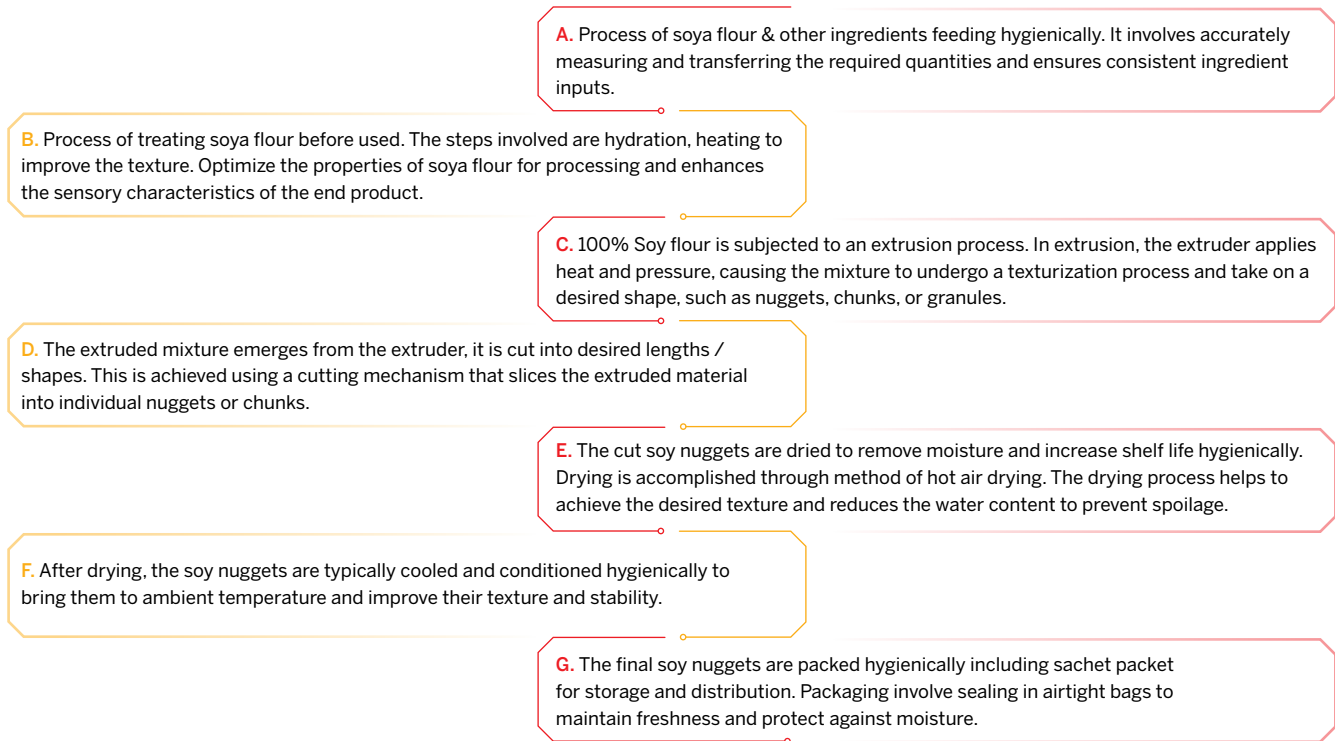 A. Process of soya flour & other ingredients feeding hygienically. It involves accurately
measuring and transferring the required quantities and ensures consistent ingredient
inputs.
B. Process of treating soya flour before used. The steps involved are hydration, heating to
improve the texture. Optimize the properties of soya flour for processing and enhances
the sensory characteristics of the end product.
C. 100% Soy flour is subjected to an extrusion process. In extrusion, the extruder applies
heat and pressure, causing the mixture to undergo a texturization process and take on a
desired shape, such as nuggets, chunks, or granules.
D. The extruded mixture emerges from the extruder, it is cut into desired lengths /
shapes. This is achieved using a cutting mechanism that slices the extruded material
into individual nuggets or chunks.
E. The cut soy nuggets are dried to remove moisture and increase shelf life hygienically.
Drying is accomplished through method of hot air drying. The drying process helps to
achieve the desired texture and reduces the water content to prevent spoilage.
F. After drying, the soy nuggets are typically cooled and conditioned hygienically to
bring them to ambient temperature and improve their texture and stability.
G. The final soy nuggets are packed hygienically including sachet packet
for storage and distribution. Packaging involve sealing in airtight bags to
maintain freshness and protect against moisture.